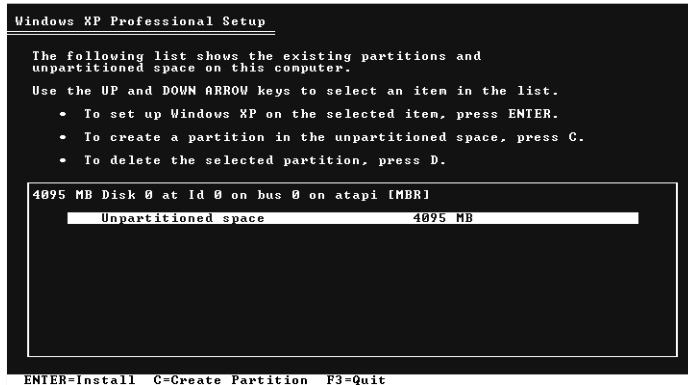 Windows XP Professional Setup
The following list shows the existing partitions and
unpartitioned space on this computer.
Use the UP and DOWN ARROW keys to select an item in the list.
• To set up Windows XP on the selected item, press ENTER.
• To create a partition in the unpartitioned space, press C.
• To delete the selected partition, press D.
4095 MB Disk 0 at Id 0 on bus 0 on atapi [MBR]
Unpartitioned space 4095 MB
ENTER=Install C=Create Partition F3=Quit